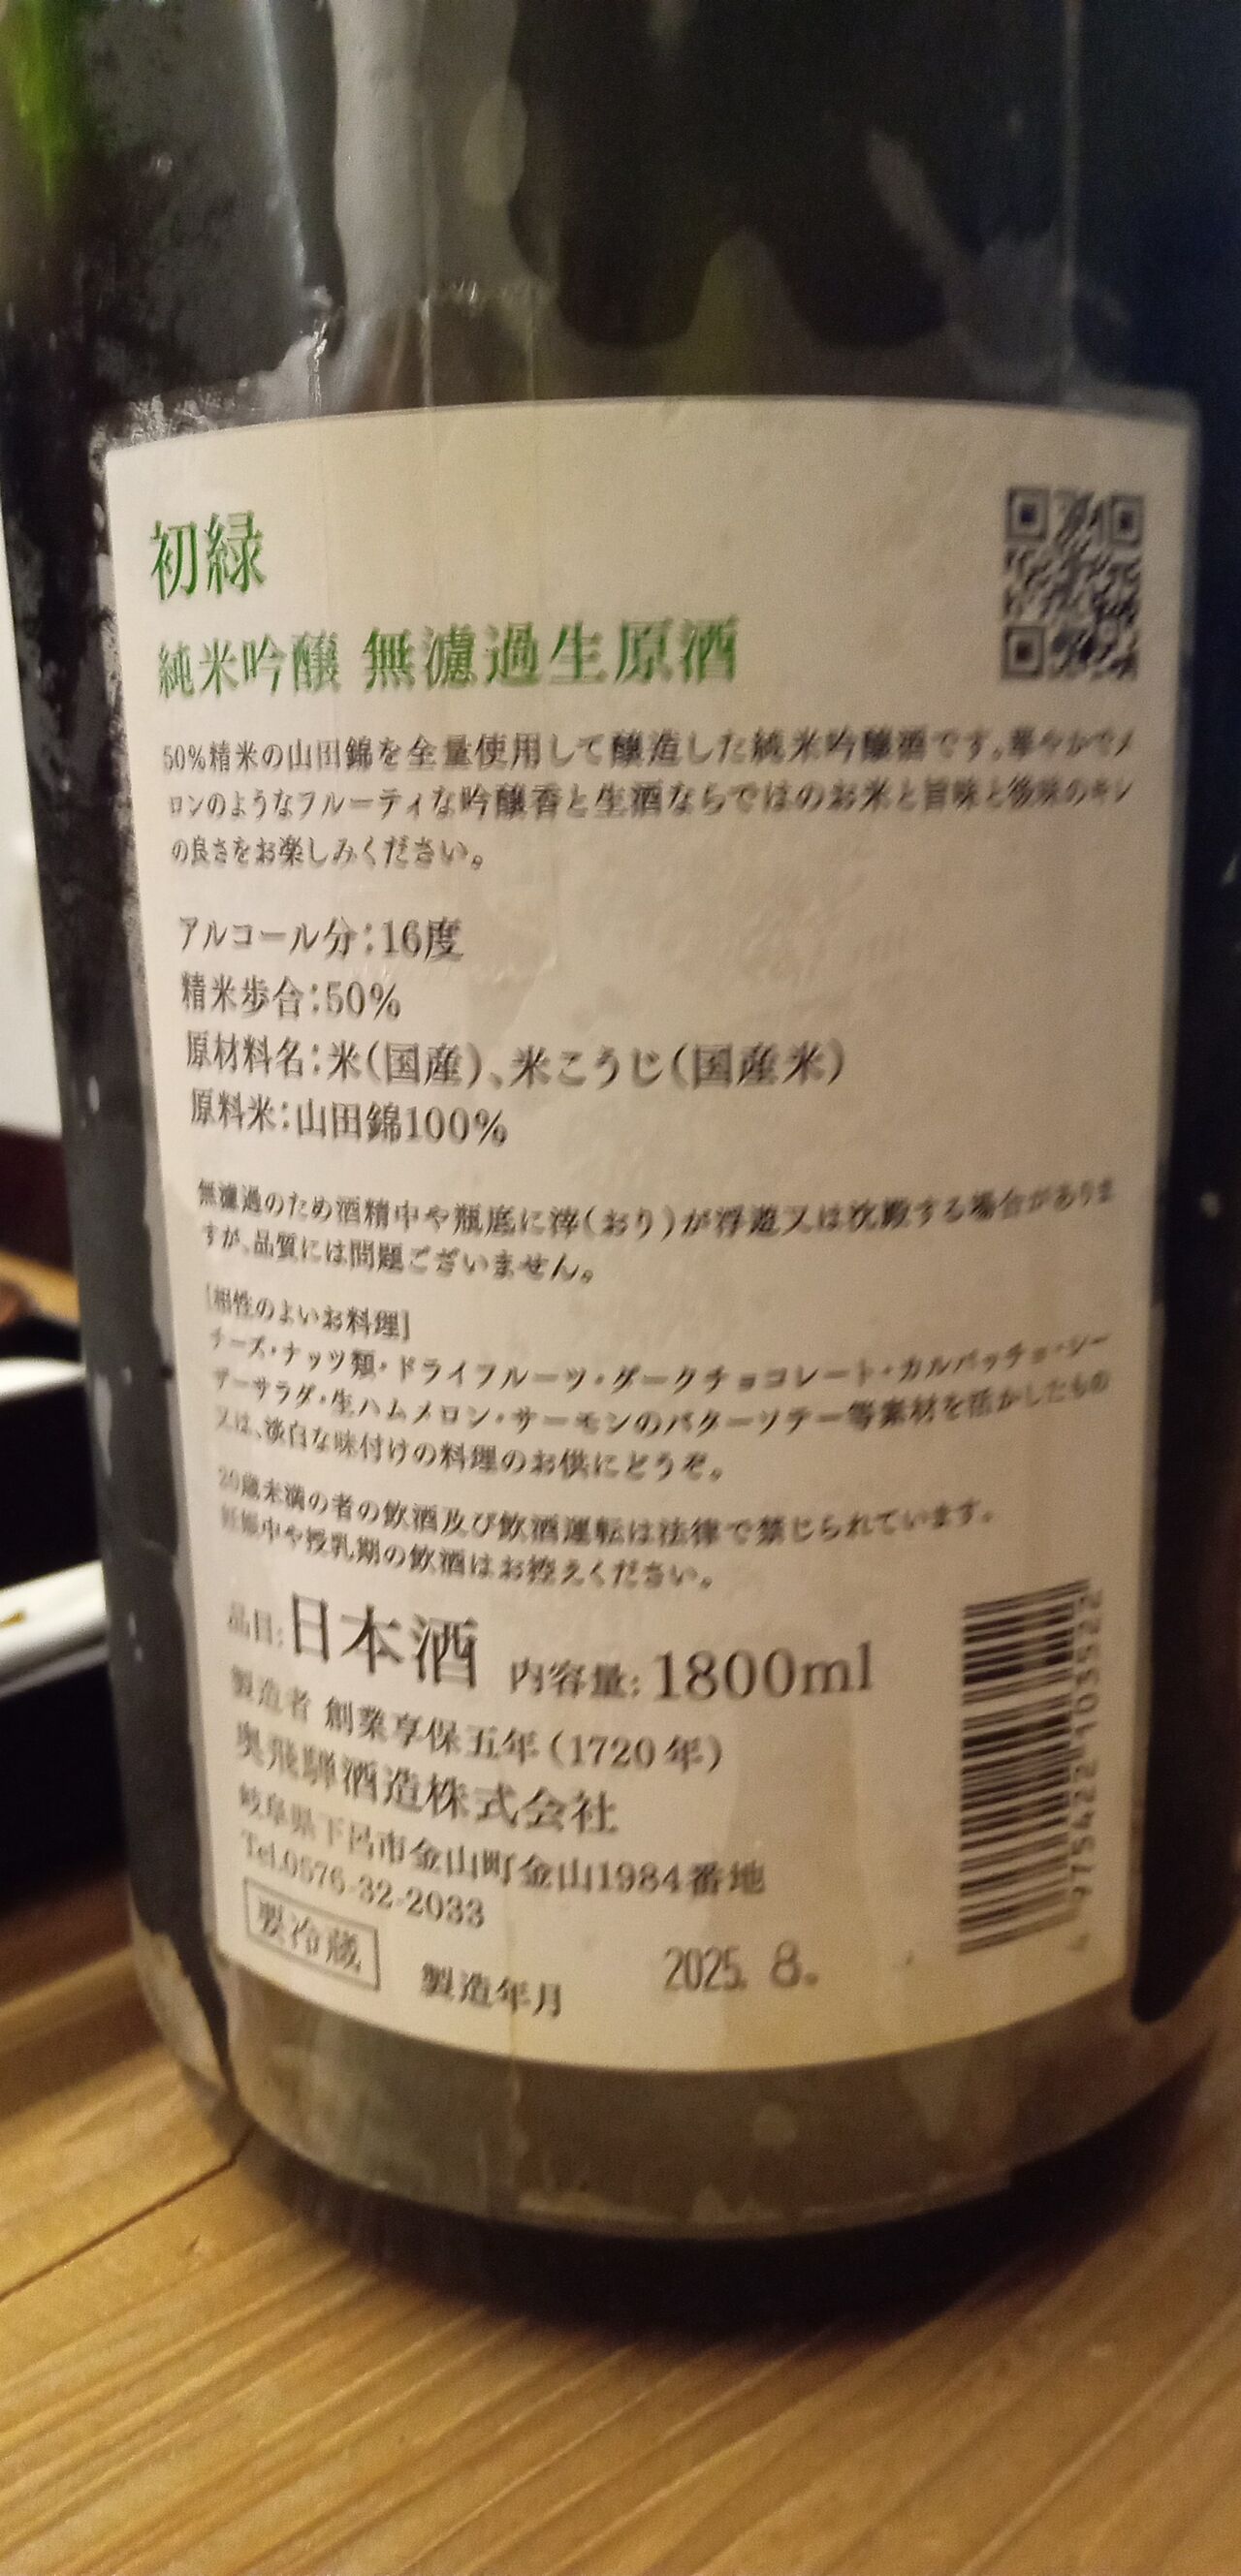 初緑
純米吟醸 無濾過生原酒
50%精米の山田錦を全量使用して醸造した純米吟醸酒です。華やかでメ
ロンのようなフルーティな吟醸香と生酒ならではのお米と旨味と後味のキレ
の良さをお楽しみください。
アルコール分:16度
精米歩合:50%
原材料名:米(国産)、米こうじ(国産米)
原料米:山田錦100%
無濾過のため酒精中や瓶底に滓(おり)が浮遊又は沈殿する場合がありま
すが、品質には問題ございません。
[相性のよいお料理]
チーズ・ナッツ類・ドライフルーツ・ダークチョコレート・カルパッチョ・シー
ザーサラダ・生ハムメロン・サーモンのバターソテー等素材を活かしたもの
又は、淡白な味付けの料理のお供にどうぞ。
20歳未満の者の飲酒及び飲酒運転は法律で禁じられています。
妊娠中や授乳期の飲酒はお控えください。
品目:日本酒 内容量:1800ml
製造者 創業享保五年(1720年)
奥飛騨酒造株式会社
岐阜県下呂市金山町金山1984番地
Tel.0576-32-2033
要冷蔵 製造年月 2025. 8.